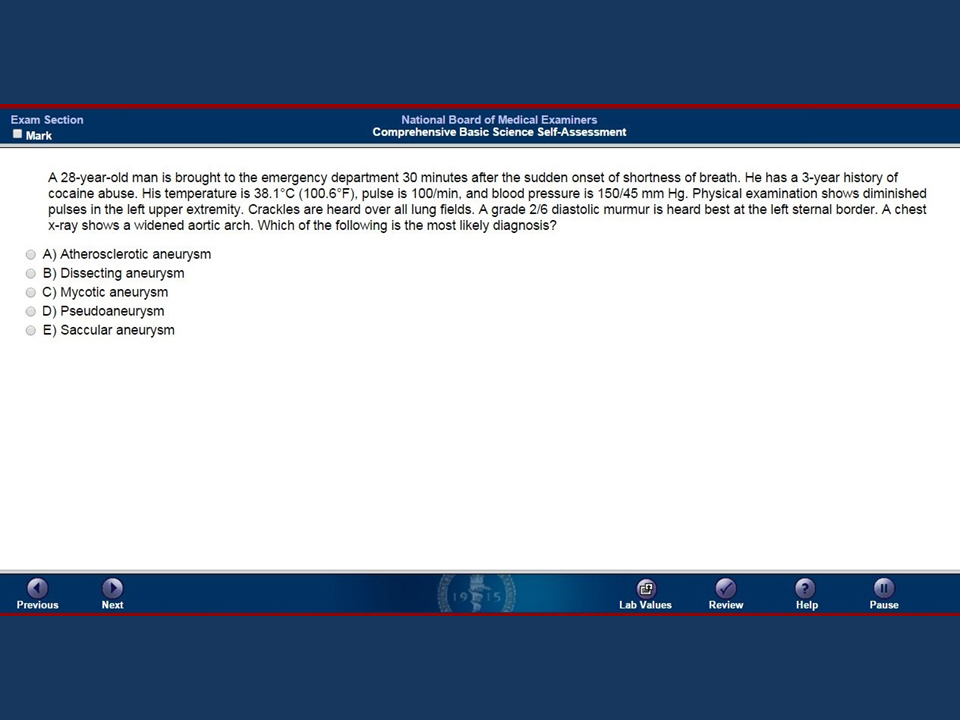 Exam Section
National Board of Medical Examiners
Mark
Comprehensive Basic Science Self-Assessment
A 28-year-old man is brought to the emergency department 30 minutes after the sudden onset of shortness of breath. He has a 3-year history of
cocaine abuse. His temperature is 38.1°C (100.6°F), pulse is 100/min, and blood pressure is 150/45 mm Hg. Physical examination shows diminished
pulses in the left upper extremity. Crackles are heard over all lung fields. A grade 2/6 diastolic murmur is heard best at the left sternal border. A chest
x-ray shows a widened aortic arch. Which of the following is the most likely diagnosis?
A) Atherosclerotic aneurysm
B) Dissecting aneurysm
C) Mycotic aneurysm
D) Pseudoaneurysm
E) Saccular aneurysm
1915
Previous
Next
Lab Values
Review
?
Help
Pause